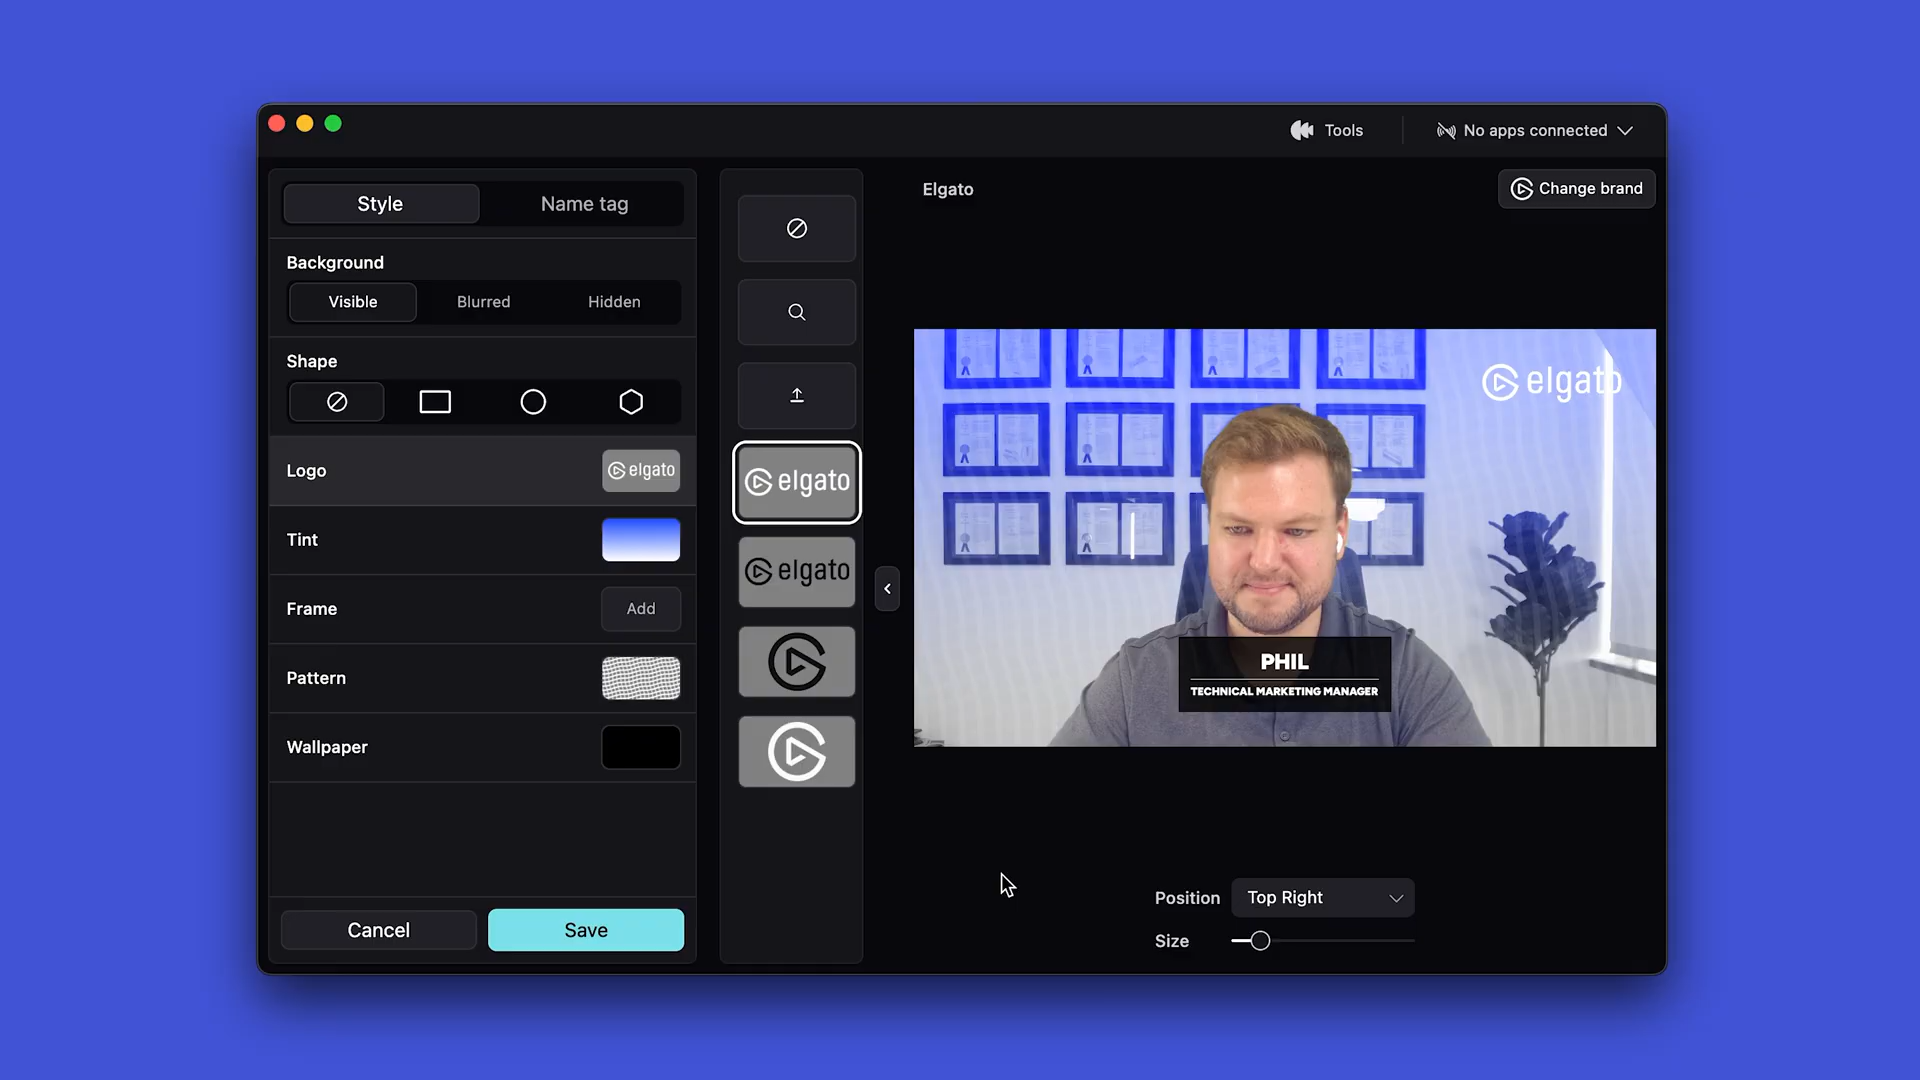 Tools
No apps connected
Style
Name tag
Elgato
Change brand
Background
Visible
Blurred
Hidden
Shape
Logo
elgato
Tint
Frame
Add
Pattern
Wallpaper
Cancel
Save
elgato
elgato
elgato
PHIL
TECHNICAL MARKETING MANAGER
Position
Top Right
Size